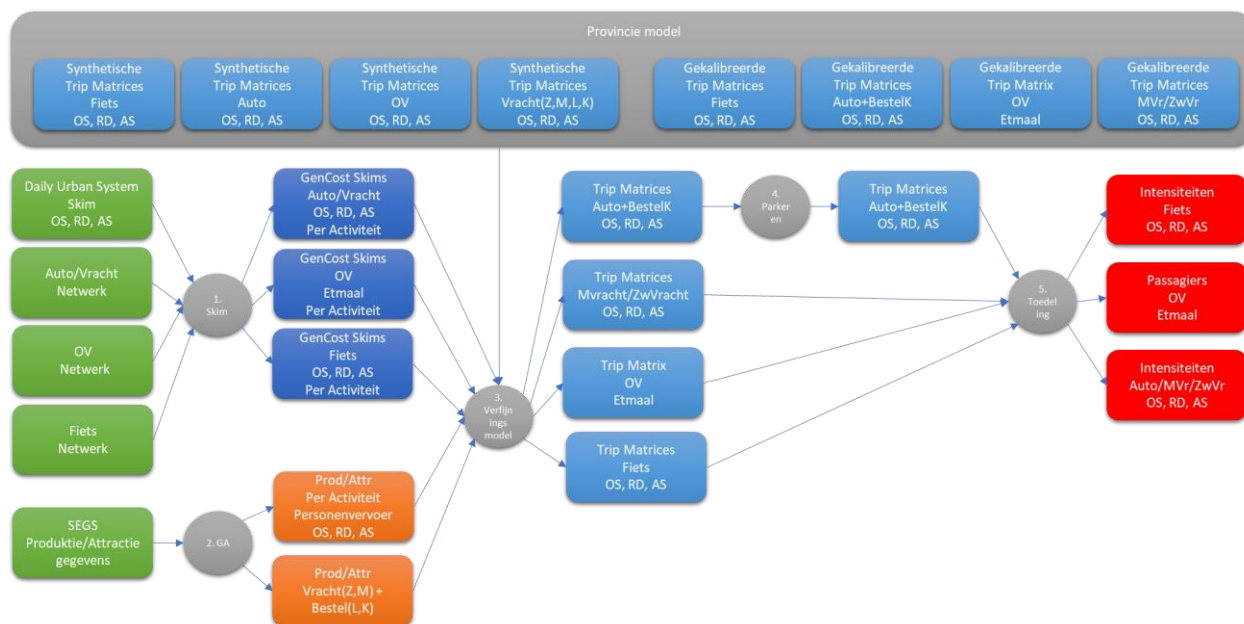 Provincie model
Synthetische
Trip Matrices
Fiets
OS, RD, AS
Synthetische
Trip Matrices
Auto
OS, RD, AS
Synthetische
Trip Matrices
OV
OS, RD, AS
Synthetische
Trip Matrices
Vracht(Z,M,L,K)
OS, RD, AS
Gekalibreerde
Trip Matrices
Fiets
OS, RD, AS
Gekalibreerde
Trip Matrices
Auto+BestelK
OS, RD, AS
Gekalibreerde
Trip Matrix
OV
Etmaal
Gekalibreerde
Trip Matrices
MVr/ZwVr
OS, RD, AS
Daily Urban System
Skim
OS, RD, AS
Auto/Vracht
Netwerk
OV
Netwerk
Fiets
Netwerk
SEGS
Produktie/Attractie
gegevens
1.
Skim
2. GA
GenCost Skims
Auto/Vracht
OS, RD, AS
Per Activiteit
GenCost Skims
OV
Etmaal
Per Activiteit
GenCost Skims
Fiets
OS, RD, AS
Per Activiteit
Prod/Attr
Per Activiteit
Personenvervoer
OS, RD, AS
Prod/Attr
Vracht(Z,M) +
Bestel(L,K)
3.
Verfijn
ings
model
Trip Matrices
Auto+BestelK
OS, RD, AS
Trip Matrices
Mvracht/ZwVracht
OS, RD, AS
Trip Matrix
OV
Etmaal
Trip Matrices
Fiets
OS, RD, AS
4.
Parker
en
Trip Matrices
Auto+BestelK
OS, RD, AS
5.
Toedel
ing
Intensiteiten
Fiets
OS, RD, AS
Passagiers
OV
Etmaal
Intensiteiten
Auto/MVr/ZwVr
OS, RD, AS